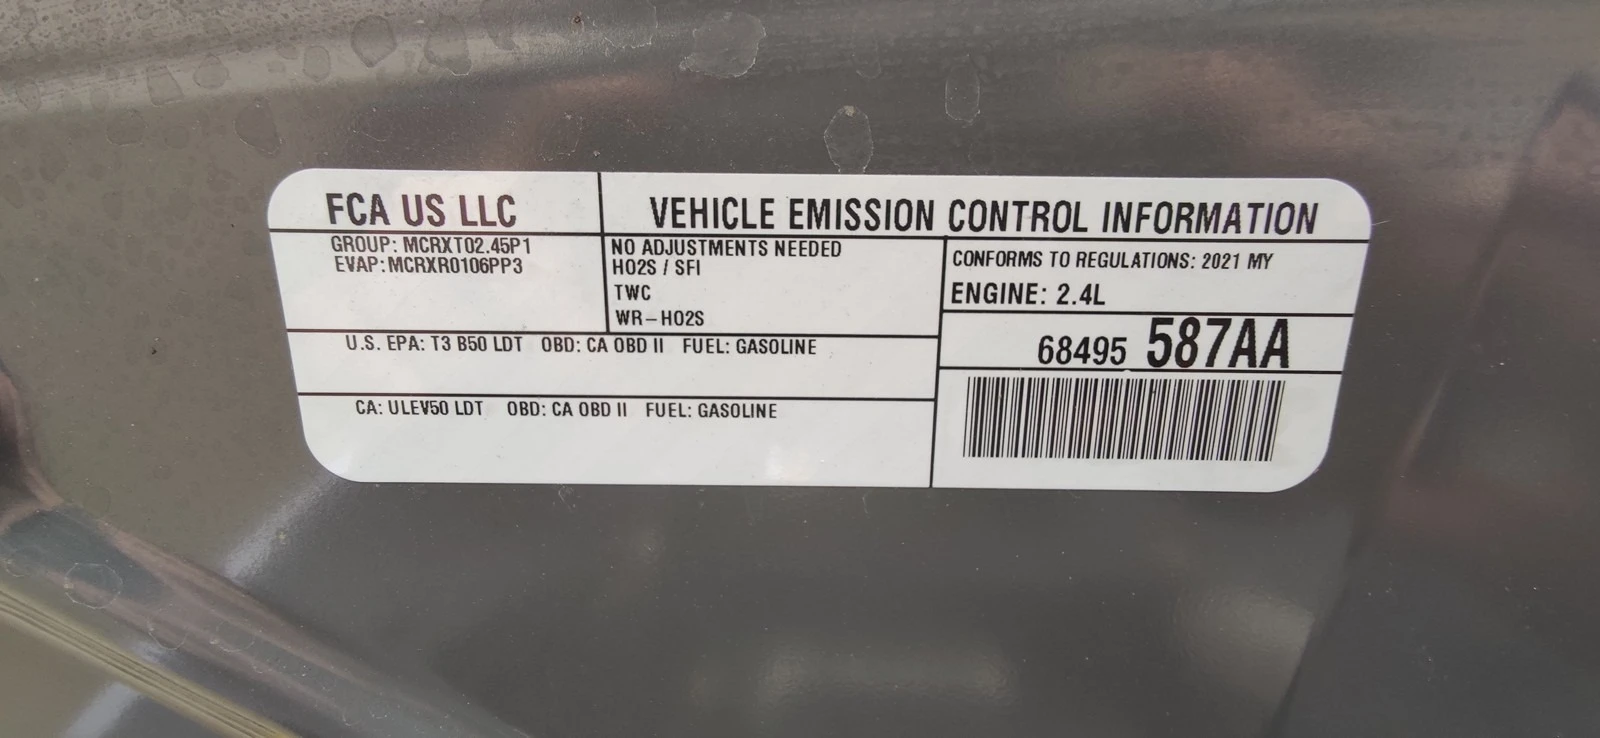 FCA US LLC
VEHICLE EMISSION CONTROL INFORMATION
GROUP: MCRXT02.45P1
EVAP: MCRXR0106PP3
NO ADJUSTMENTS NEEDED
HO2S / SFI
TWC
WR-HO2S
CONFORMS TO REGULATIONS: 2021 MY
ENGINE: 2.4L
68495 587AA
U.S. EPA: T3 B50 LDT OBD: CA OBD II FUEL: GASOLINE
CA: ULEV50 LDT OBD: CA OBD II FUEL: GASOLINE